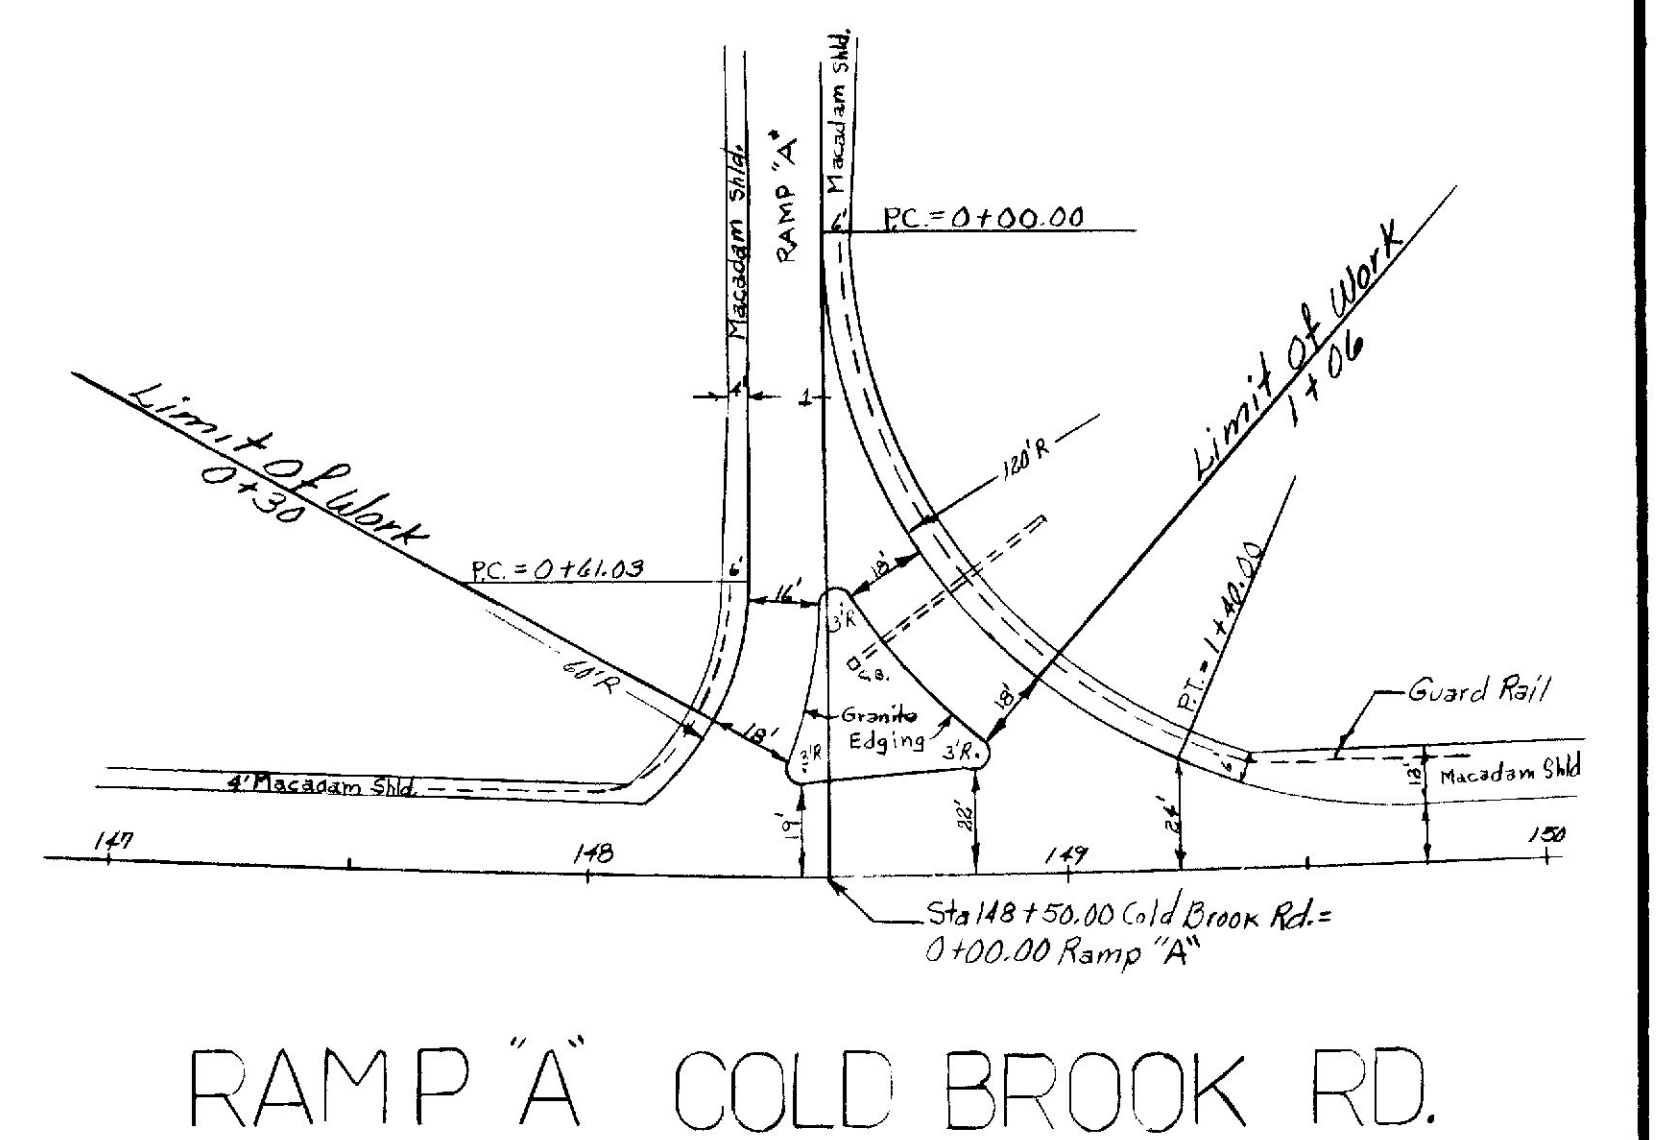 Macadam Shld.
RAMP "A"
Macadam Shld.
6'
P.C. = 0+00.00
Limit Of Work
0+30
4'
1
120'R
Limit Of Work
1+06
P.C. = 0+61.03
6'
16'
18'
3'R
C.B.
60'R
18'
Granite
Edging
3'R
3'R.
18'
P.T. = 1+40.00
Guard Rail
6'
18'
Macadam Shld
4' Macadam Shld.
19'
22'
24'
147
148
149
150
Sta 148+50.00 Cold Brook Rd. =
0+00.00 Ramp "A"
RAMP "A" COLD BROOK RD.